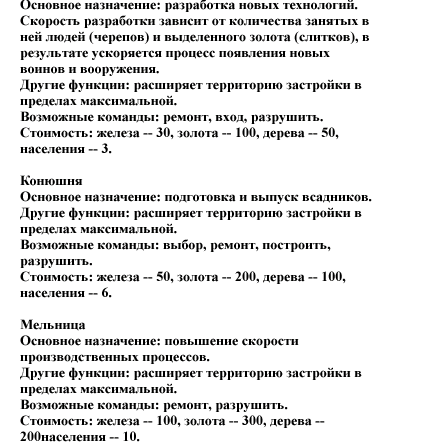 Основное назначение: разработка новых технологий.
Скорость разработки зависит от количества занятых в
ней людей (черепов) и выделенного золота (слитков), в
результате ускоряется процесс появления новых
воинов и вооружения.
Другие функции: расширяет территорию застройки в
пределах максимальной.
Возможные команды: ремонт, вход, разрушить.
Стоимость: железа -- 30, золота -- 100, дерева -- 50,
населения -- 3.
Конюшня
Основное назначение: подготовка и выпуск всадников.
Другие функции: расширяет территорию застройки в
пределах максимальной.
Возможные команды: выбор, ремонт, построить,
разрушить.
Стоимость: железа -- 50, золота -- 200, дерева -- 100,
населения -- 6.
Мельница
Основное назначение: повышение скорости
производственных процессов.
Другие функции: расширяет территорию застройки в
пределах максимальной.
Возможные команды: ремонт, разрушить.
Стоимость: железа -- 100, золота -- 300, дерева --
200населения -- 10.